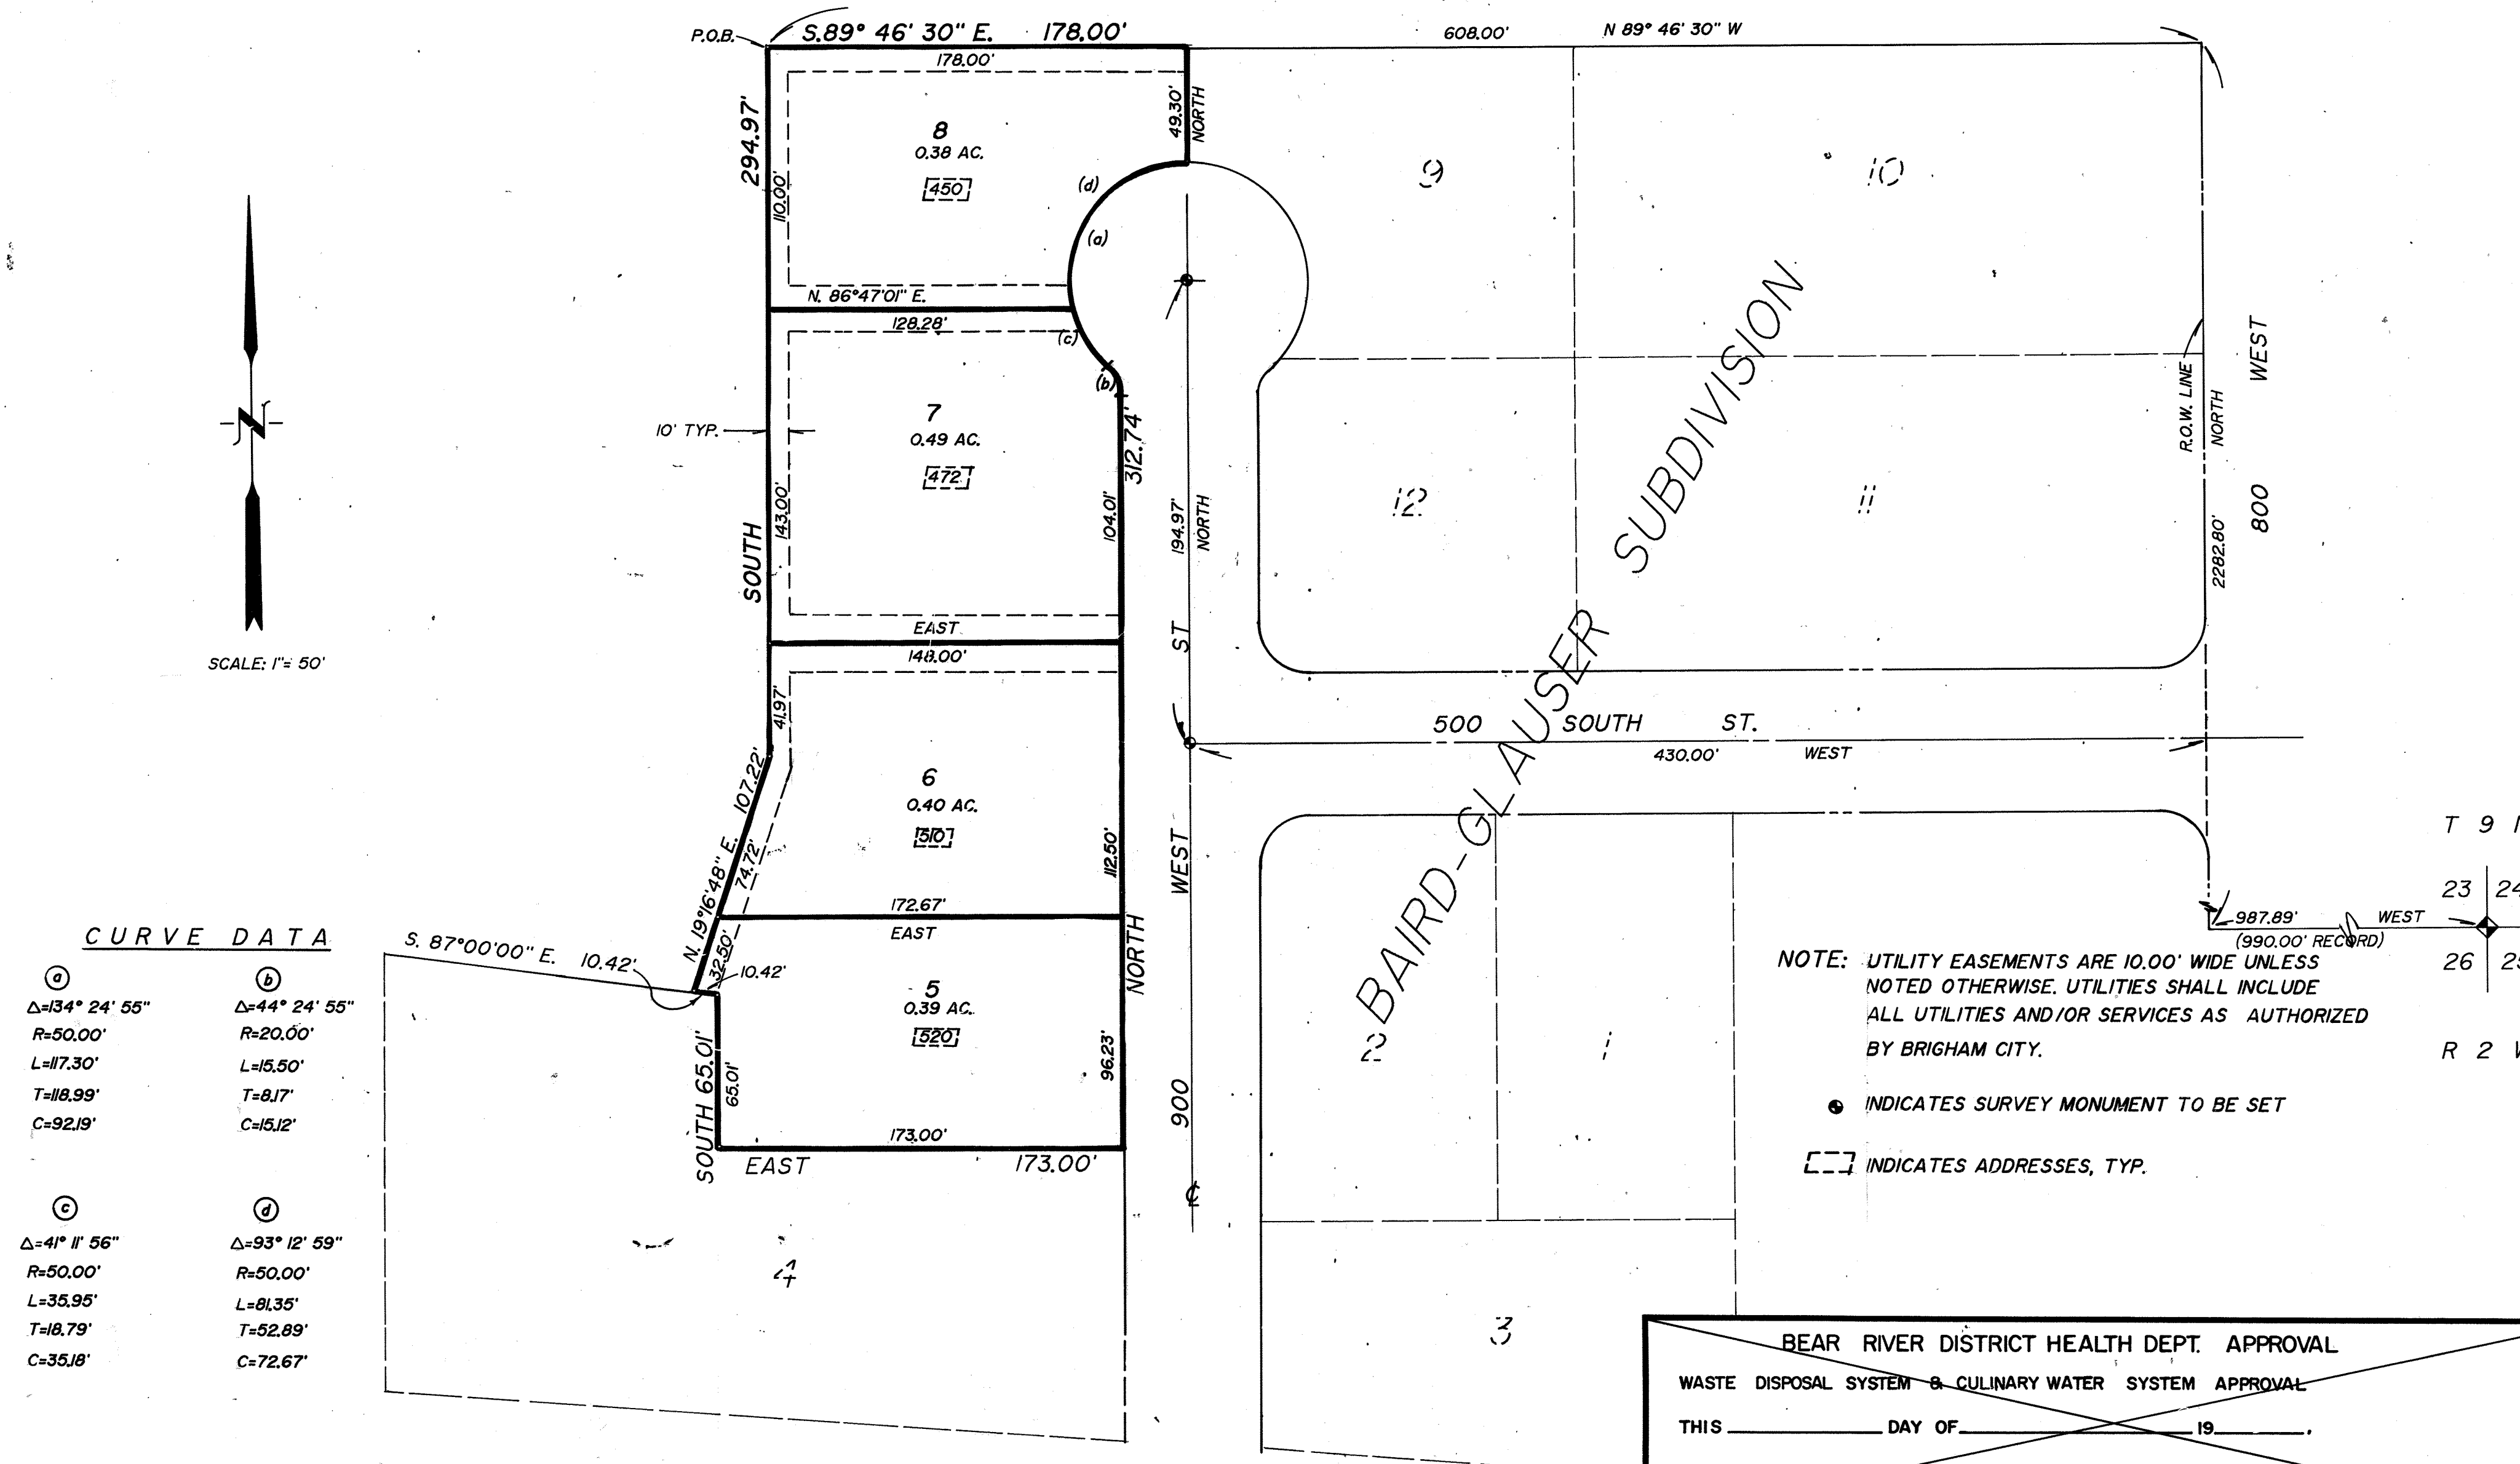 P.O.B.
S.89° 46' 30" E. 178.00'
608.00' N 89° 46' 30" W
178.00'
294.97'
49.30'
NORTH
8
0.38 AC.
450
110.00'
(d)
(a)
9
10
N. 86°47'01" E.
128.28'
(c)
(b)
7
0.49 AC.
472
10' TYP.
143.00'
SOUTH
312.74'
104.01'
194.97'
NORTH
12
11
R.O.W. LINE
NORTH
2282.80'
800 WEST
EAST
148.00'
SCALE: 1"= 50'
41.97'
6
0.40 AC.
510
107.22'
N. 19°16'48" E.
74.72'
112.50'
172.67'
EAST
900 WEST ST
500 SOUTH ST.
430.00' WEST
BAIRD-GLAUSER SUBDIVISION
NORTH
S. 87°00'00" E. 10.42'
32.50'
10.42'
5
0.39 AC.
520
SOUTH 65.01'
65.01'
96.23'
173.00'
EAST 173.00'
4
2
1
3
℄
T 9
23 24
987.89' WEST
(990.00' RECORD)
26
R 2
NOTE: UTILITY EASEMENTS ARE 10.00' WIDE UNLESS
NOTED OTHERWISE. UTILITIES SHALL INCLUDE
ALL UTILITIES AND/OR SERVICES AS AUTHORIZED
BY BRIGHAM CITY.
INDICATES SURVEY MONUMENT TO BE SET
INDICATES ADDRESSES, TYP.
CURVE DATA
a
Δ=134° 24' 55"
R=50.00'
L=117.30'
T=118.99'
C=92.19'
b
Δ=44° 24' 55"
R=20.00'
L=15.50'
T=8.17'
C=15.12'
c
Δ=41° 11' 56"
R=50.00'
L=35.95'
T=18.79'
C=35.18'
d
Δ=93° 12' 59"
R=50.00'
L=81.35'
T=52.89'
C=72.67'
BEAR RIVER DISTRICT HEALTH DEPT. APPROVAL
WASTE DISPOSAL SYSTEM & CULINARY WATER SYSTEM APPROVAL
THIS DAY OF 19 .